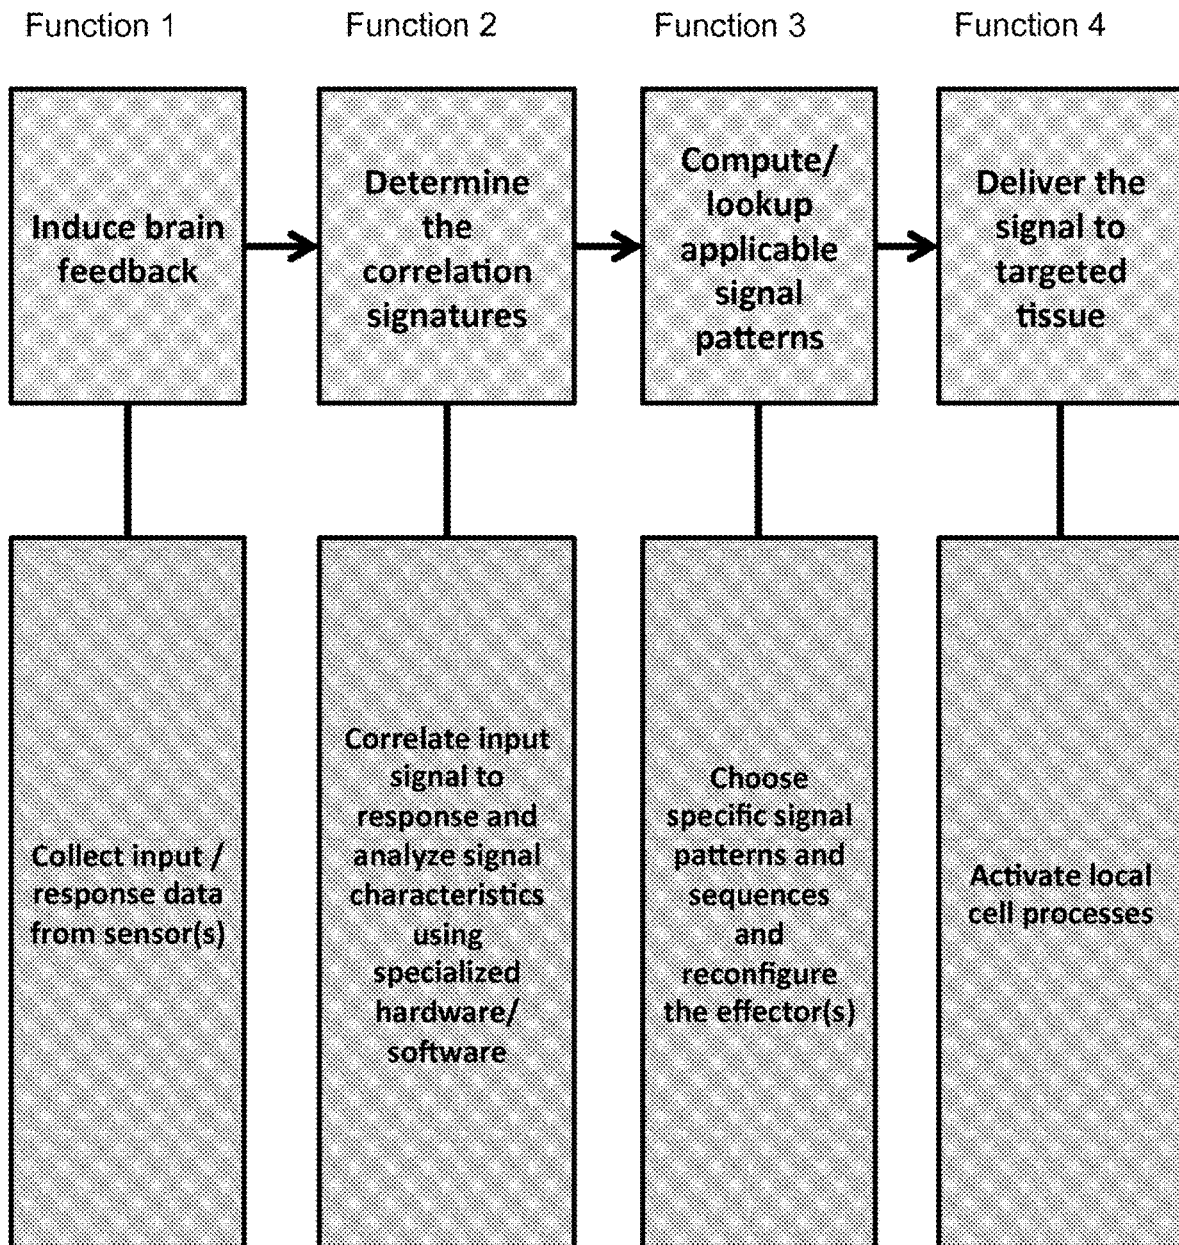 Function 1
Function 2
Function 3
Function 4
Induce brain
feedback
Determine
the
correlation
signatures
Compute/
lookup
applicable
signal
patterns
Deliver the
signal to
targeted
tissue
Collect input /
response data
from sensor(s)
Correlate input
signal to
response and
analyze signal
characteristics
using
specialized
hardware/
software
Choose
specific signal
patterns and
sequences
and
reconfigure
the effector(s)
Activate local
cell processes